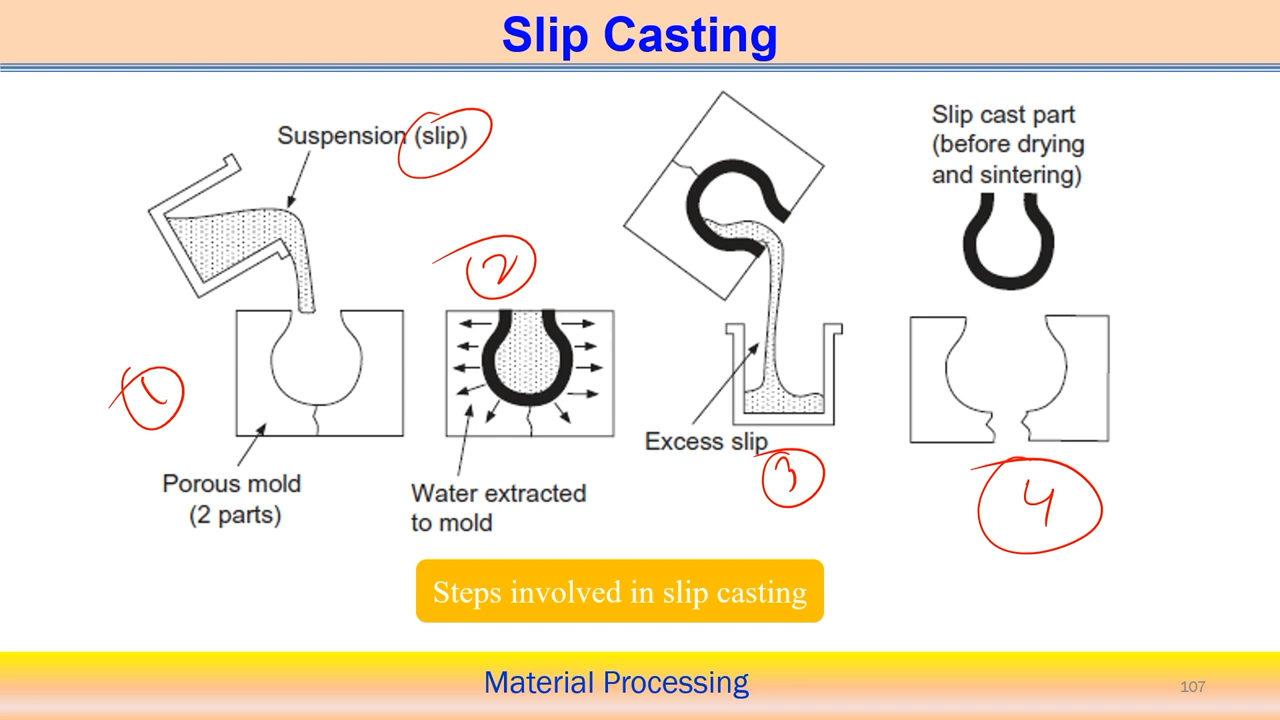 Slip Casting
Suspension (slip)
Slip cast part
(before drying
and sintering)
2
1
Excess slip
3
Porous mold
(2 parts)
Water extracted
to mold
4
Steps involved in slip casting
Material Processing
107